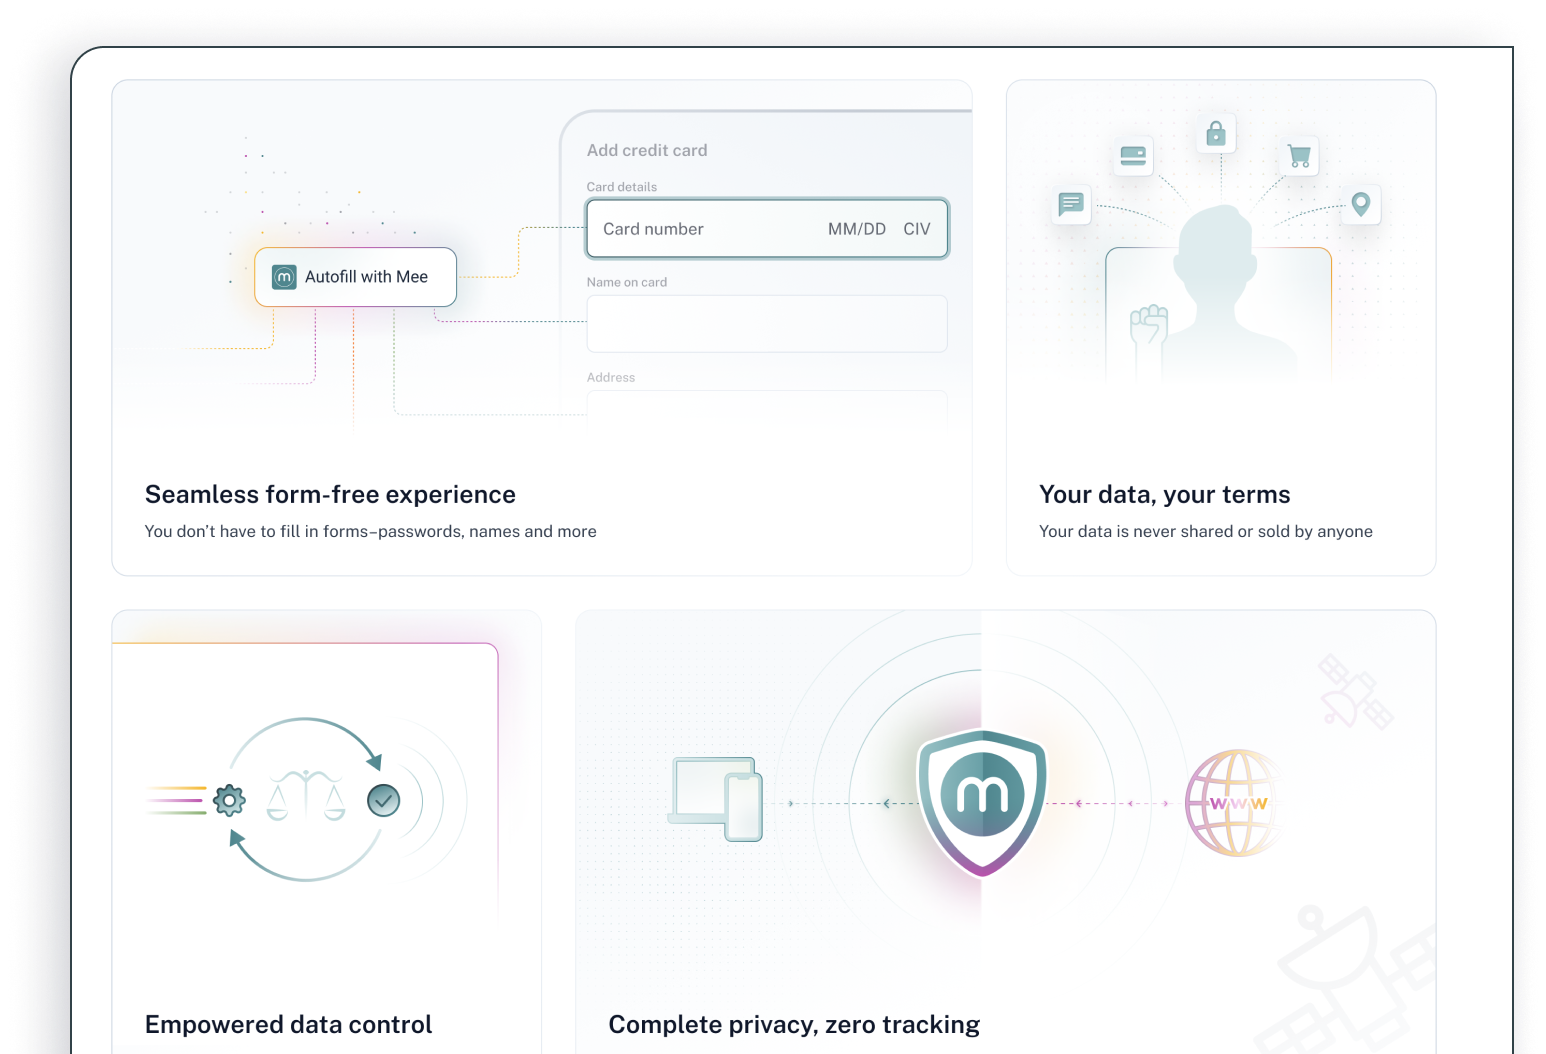 Add credit card
Card details
Card number MM/DD CIV
Autofill with Mee
Name on card
Address
Seamless form-free experience
You don’t have to fill in forms–passwords, names and more
Your data, your terms
Your data is never shared or sold by anyone
m
www
Empowered data control
Complete privacy, zero tracking